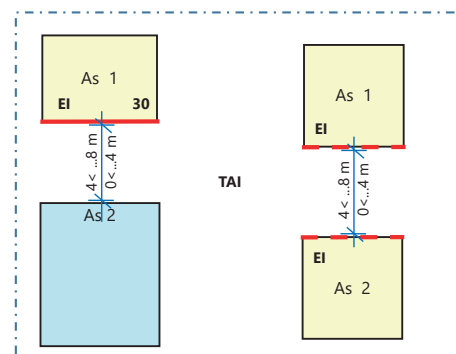 As 1
EI 30
4< ...8 m
0<...4 m
As 2
TAI
As 1
EI
4< ...8 m
0<...4 m
EI
As 2